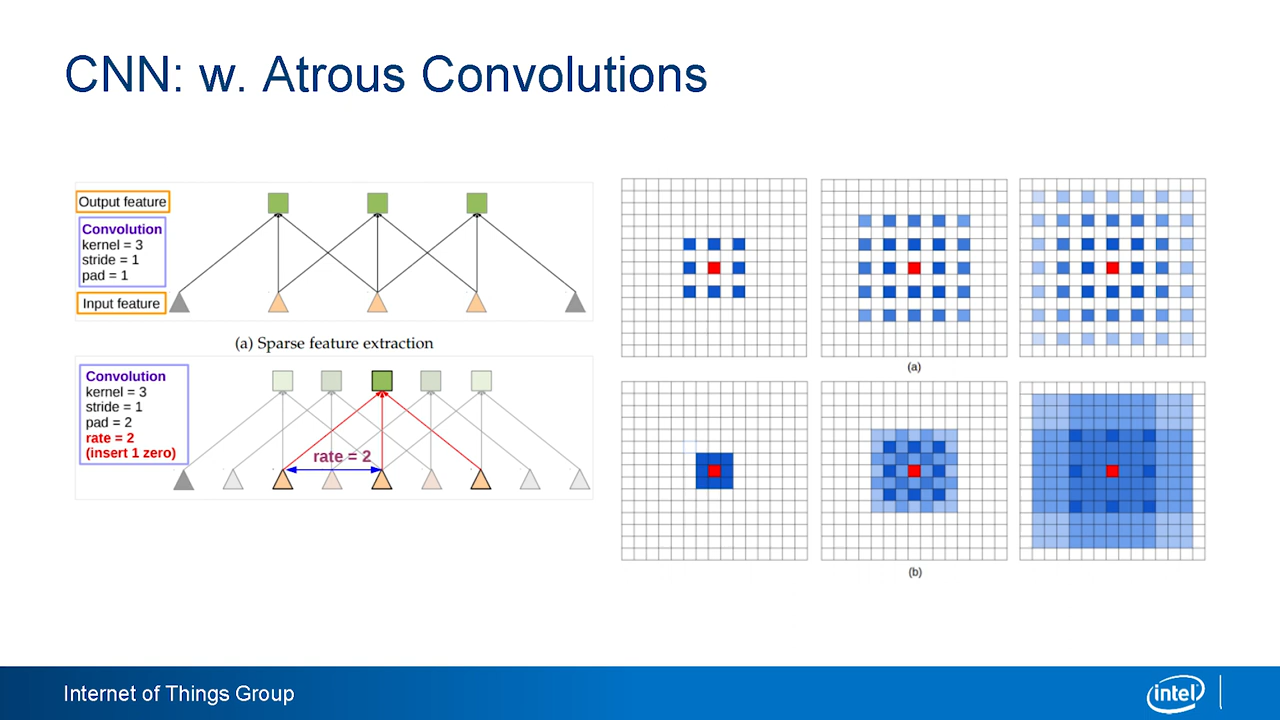 CNN: w. Atrous Convolutions
Output feature
Convolution
kernel = 3
stride = 1
pad = 1
Input feature
(a) Sparse feature extraction
Convolution
kernel = 3
stride = 1
pad = 2
rate = 2
(insert 1 zero)
rate = 2
(a)
(b)
Internet of Things Group
intel